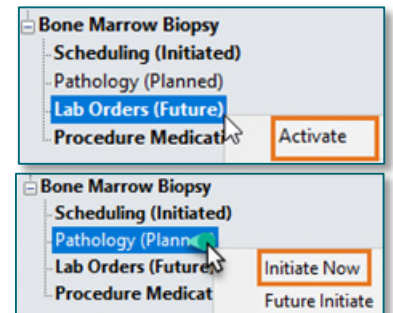 Bone Marrow Biopsy
Scheduling (Initiated)
Pathology (Planned)
Lab Orders (Future)
Procedure Medicati
Activate
Bone Marrow Biopsy
Scheduling (Initiated)
Pathology (Plann
Lab Orders (Future)
Initiate Now
Procedure Medicat
Future Initiate